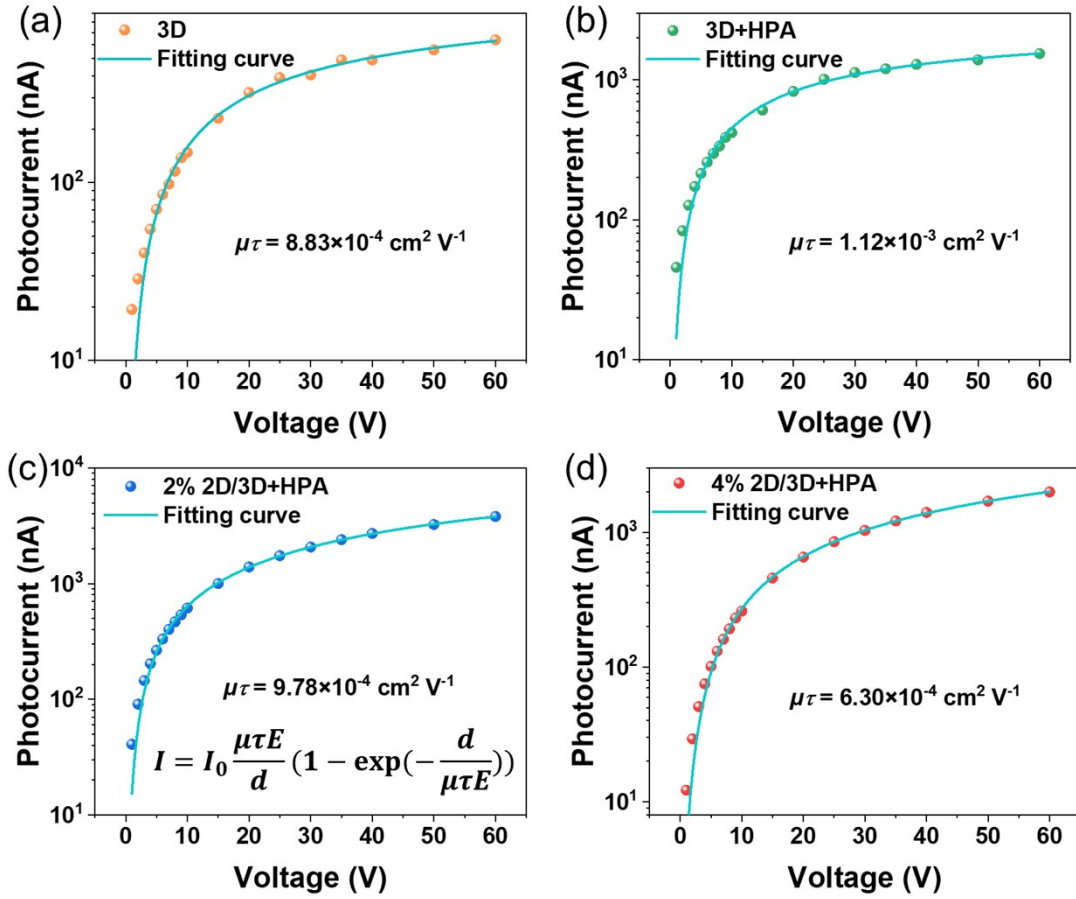 (a)
3D
Fitting curve
Photocurrent (nA)
10²
10¹
μτ = 8.83×10⁻⁴ cm² V⁻¹
0 10 20 30 40 50 60
Voltage (V)
(b)
3D+HPA
Fitting curve
Photocurrent (nA)
10³
10²
10¹
μτ = 1.12×10⁻³ cm² V⁻¹
0 10 20 30 40 50 60
Voltage (V)
(c)
2% 2D/3D+HPA
Fitting curve
Photocurrent (nA)
10⁴
10³
10²
10¹
μτ = 9.78×10⁻⁴ cm² V⁻¹
I = I₀ μτE/d (1 − exp(− d/μτE))
0 10 20 30 40 50 60
Voltage (V)
(d)
4% 2D/3D+HPA
Fitting curve
Photocurrent (nA)
10³
10²
10¹
μτ = 6.30×10⁻⁴ cm² V⁻¹
0 10 20 30 40 50 60
Voltage (V)